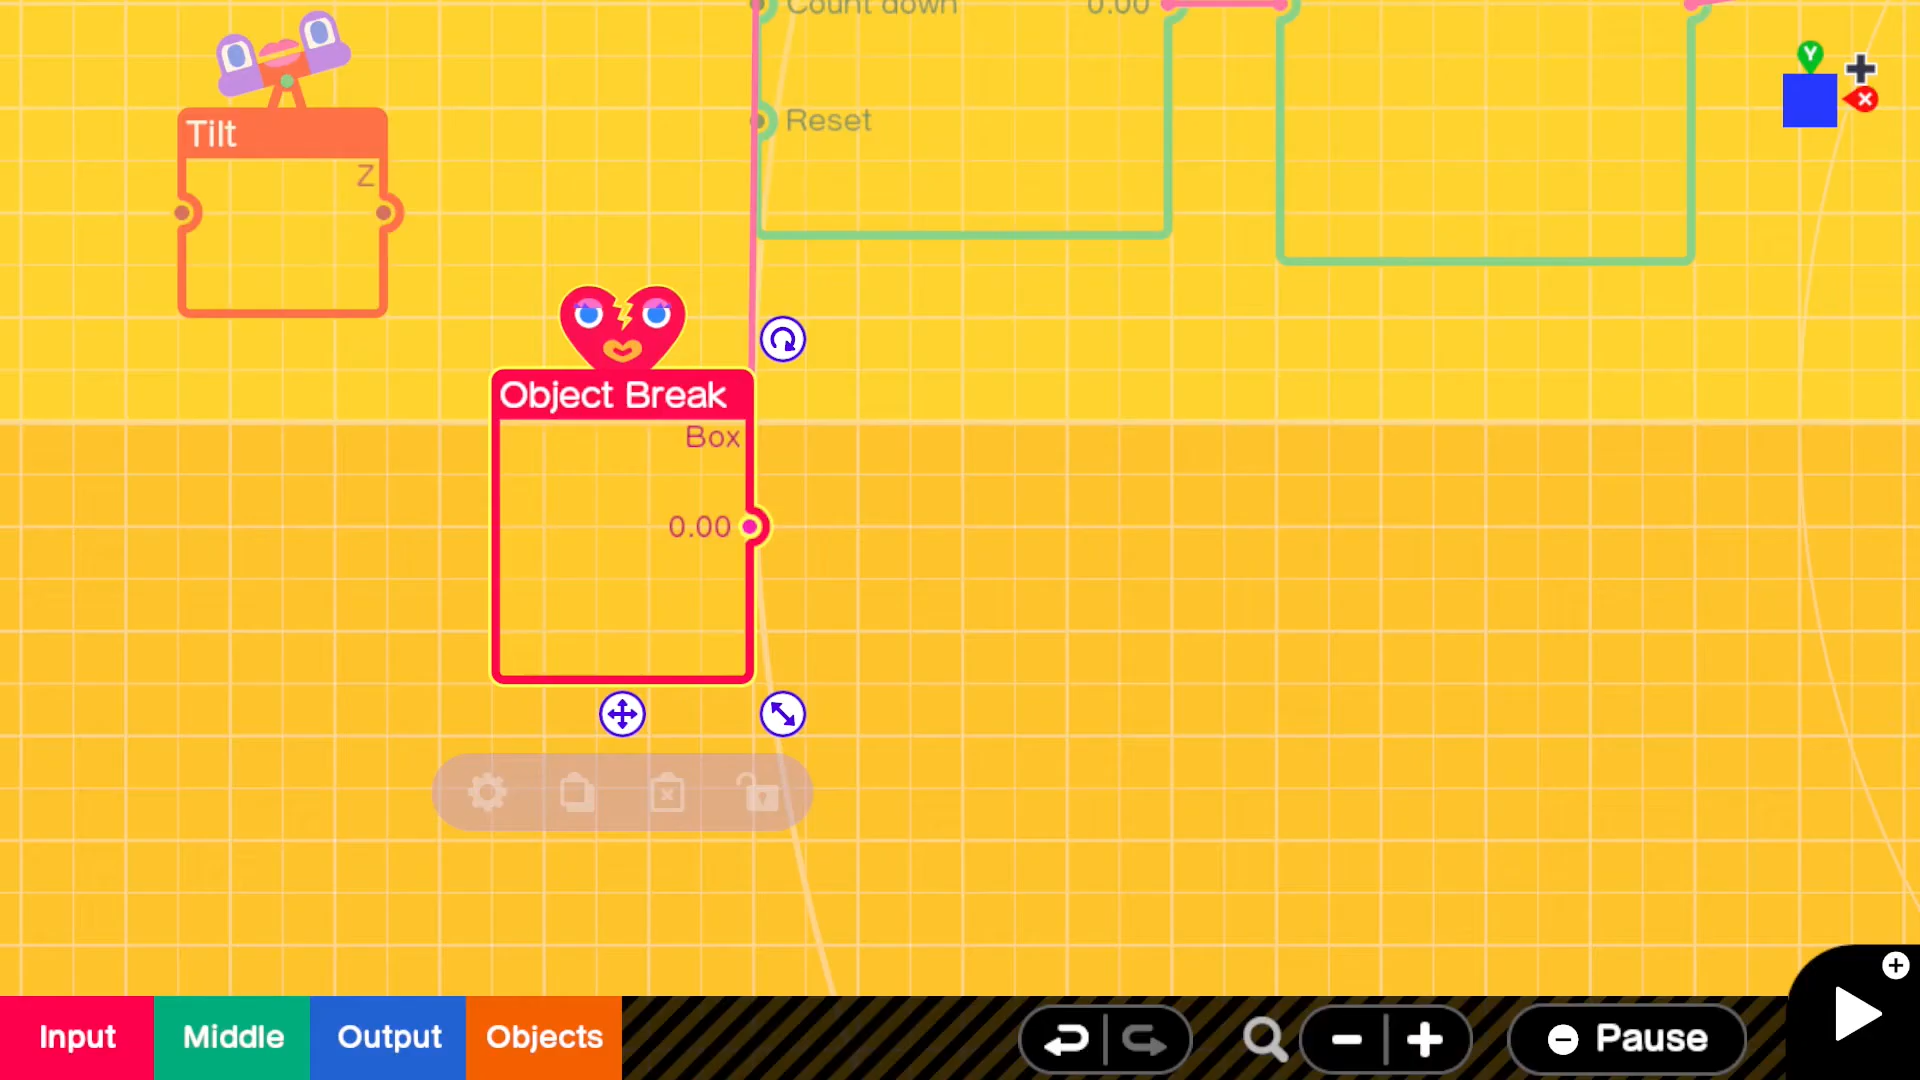 Count down 0.00
Y
Tilt
Reset
Z
Object Break
Box
0.00
Input Middle Output Objects Pause